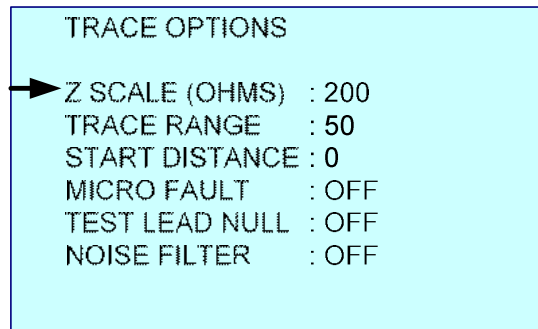 TRACE OPTIONS
Z SCALE (OHMS) : 200
TRACE RANGE : 50
START DISTANCE : 0
MICRO FAULT : OFF
TEST LEAD NULL : OFF
NOISE FILTER : OFF